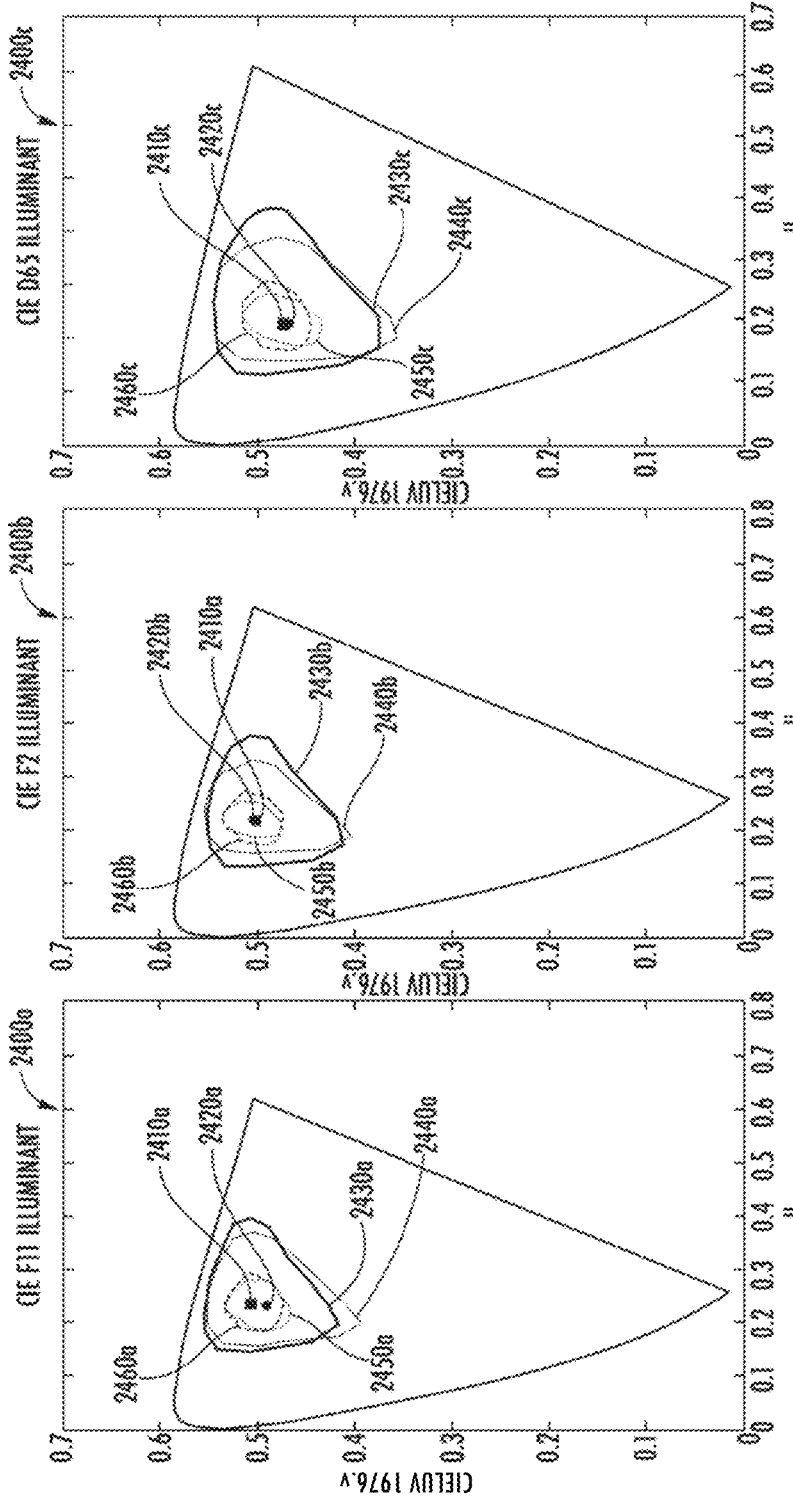 CIE F11 ILLUMINANT
2400a
2410a
2420a
2430a
2440a
2460a
2450a
CIELUV 1976.v
0.7
0.6
0.5
0.4
0.3
0.2
0.1
0
0 0.1 0.2 0.3 0.4 0.5 0.6 0.7 0.8
CIE F2 ILLUMINANT
2400b
2420b
2410a
2430b
2440b
2460b
2450b
CIELUV 1976.v
0.7
0.6
0.5
0.4
0.3
0.2
0.1
0
0 0.1 0.2 0.3 0.4 0.5 0.6 0.7 0.8
CIE D65 ILLUMINANT
2400c
2410c
2420c
2430c
2440c
2460c
2450c
CIELUV 1976.v
0.7
0.6
0.5
0.4
0.3
0.2
0.1
0
0 0.1 0.2 0.3 0.4 0.5 0.6 0.7